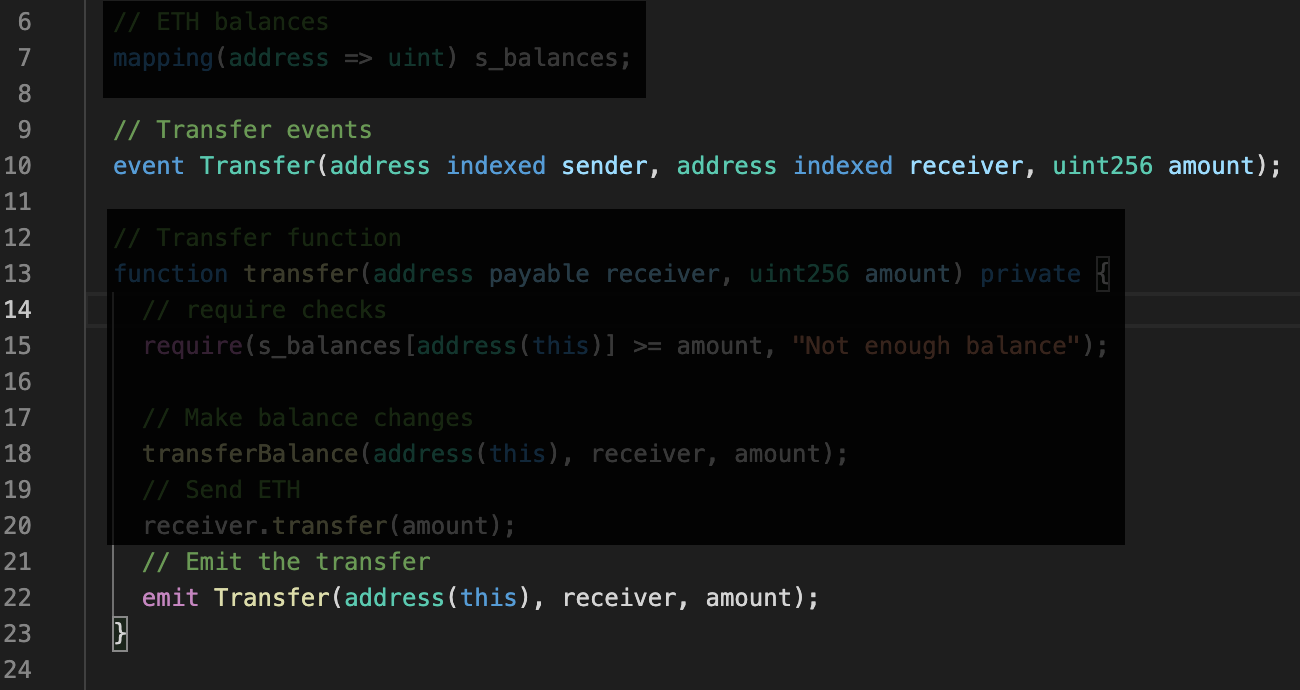 6 // ETH balances
7 mapping(address => uint) s_balances;
8
9 // Transfer events
10 event Transfer(address indexed sender, address indexed receiver, uint256 amount);
11
12 // Transfer function
13 function transfer(address payable receiver, uint256 amount) private {
14 // require checks
15 require(s_balances[address(this)] >= amount, "Not enough balance");
16
17 // Make balance changes
18 transferBalance(address(this), receiver, amount);
19 // Send ETH
20 receiver.transfer(amount);
21 // Emit the transfer
22 emit Transfer(address(this), receiver, amount);
23 }
24